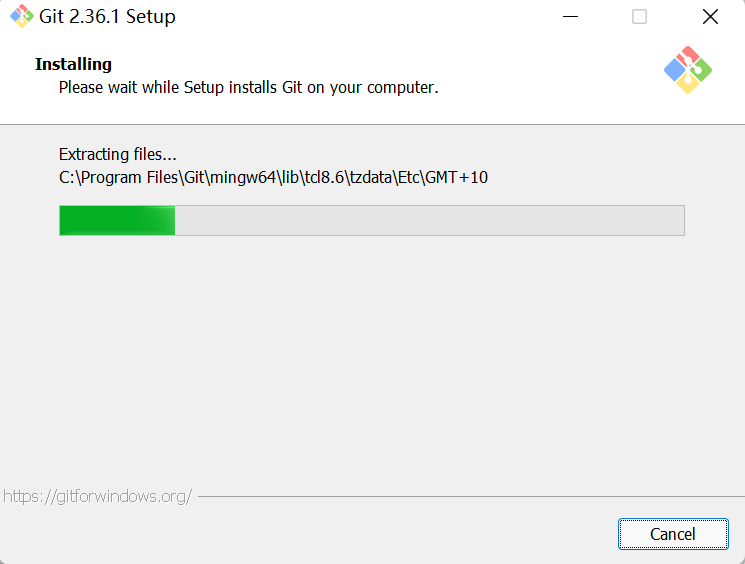 Git 2.36.1 Setup
Installing
Please wait while Setup installs Git on your computer.
Extracting files...
C:\Program Files\Git\mingw64\lib\tcl8.6\tzdata\Etc\GMT+10
https://gitforwindows.org/
Cancel